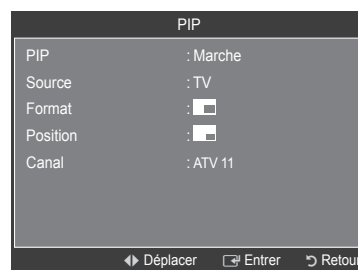 PIP
PIP : Marche
Source : TV
Format :
Position :
Canal : ATV 11
Déplacer Entrer Retour